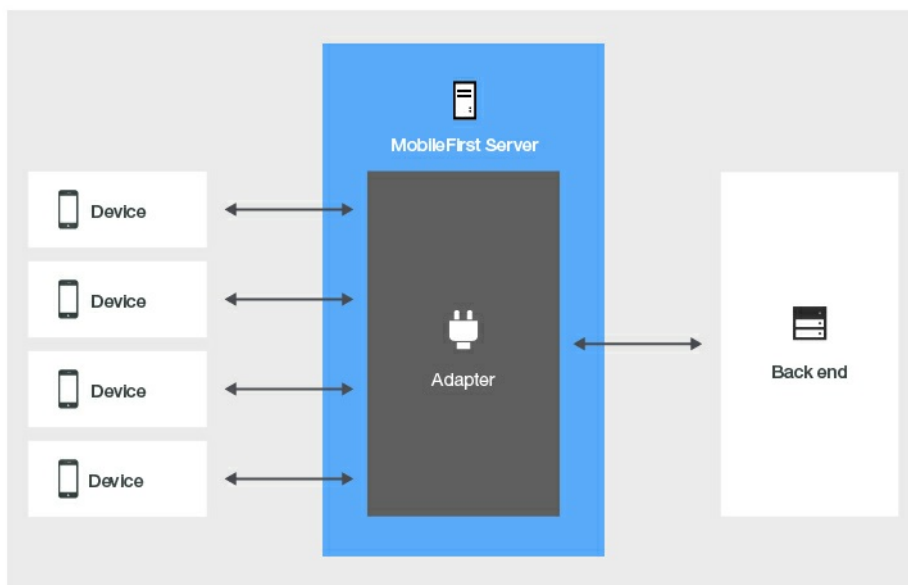 MobileFirst Server
Device
Device
Device
Device
Adapter
Back end